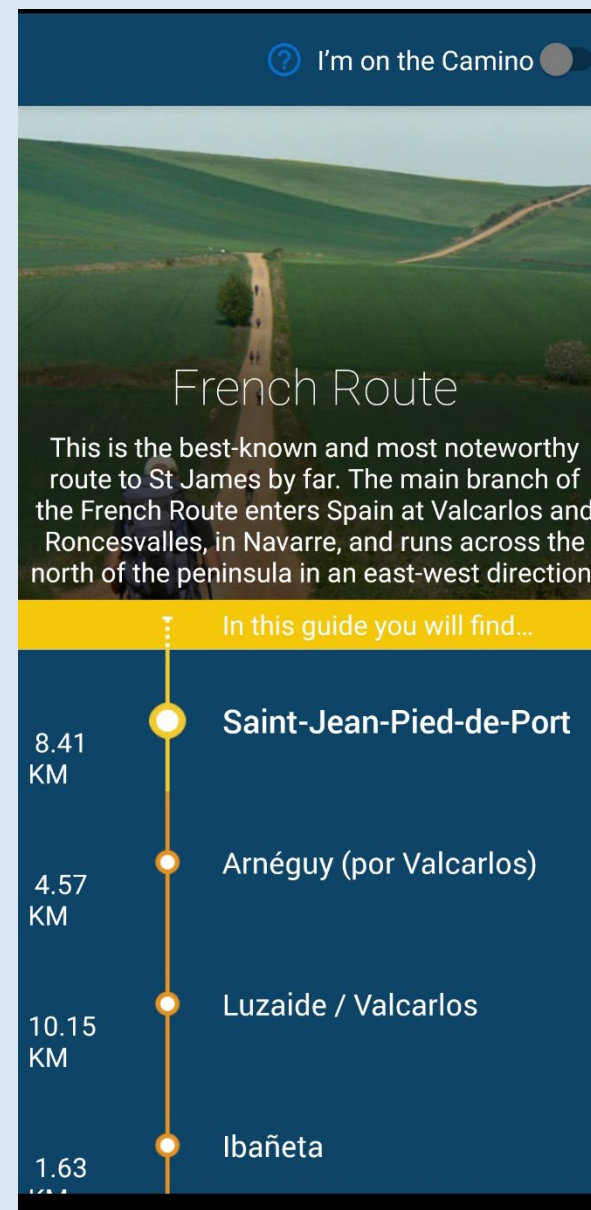 I'm on the Camino
French Route
This is the best-known and most noteworthy
route to St James by far. The main branch of
the French Route enters Spain at Valcarlos and
Roncesvalles, in Navarre, and runs across the
north of the peninsula in an east-west direction
In this guide you will find...
Saint-Jean-Pied-de-Port
8.41
KM
Arnéguy (por Valcarlos)
4.57
KM
Luzaide / Valcarlos
10.15
KM
Ibañeta
1.63